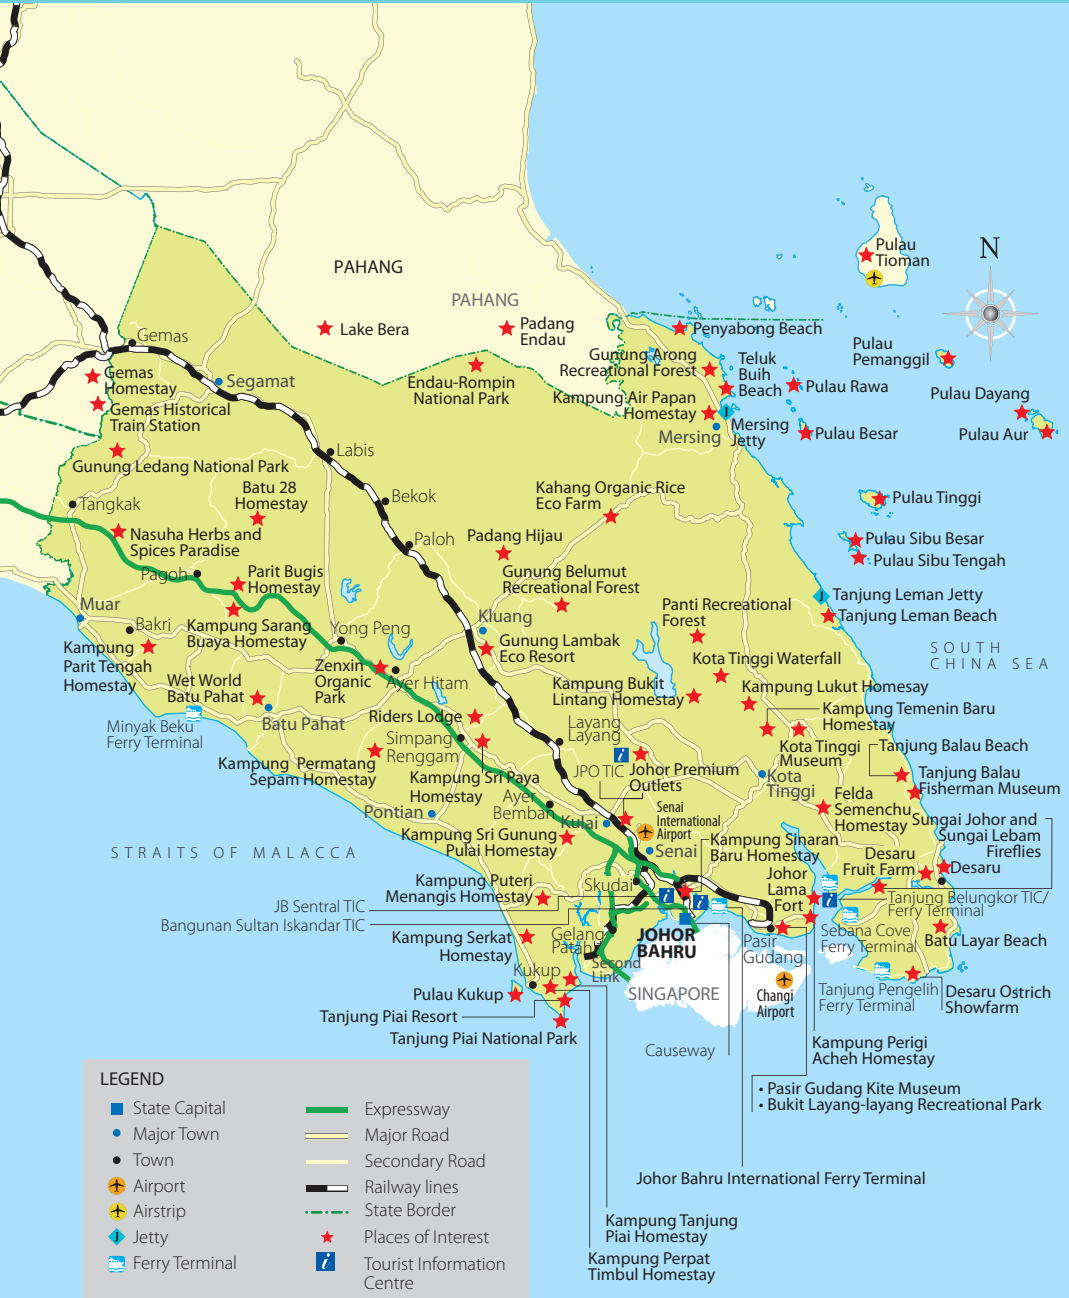 PAHANG
PAHANG
Pulau
Tioman
N
Lake Bera
Padang
Endau
Penyabong Beach
Gemas
Pulau
Pemanggil
Gunung Arong
Recreational Forest
Teluk
Buih
Beach
Gemas
Homestay
Segamat
Endau-Rompin
National Park
Pulau Rawa
Pulau Dayang
Kampung Air Papan
Homestay
Gemas Historical
Train Station
Mersing
J
Mersing
Jetty
Pulau Besar
Pulau Aur
Labis
Gunung Ledang National Park
Batu 28
Homestay
Bekok
Kahang Organic Rice
Eco Farm
Pulau Tinggi
Tangkak
Nasuha Herbs and
Spices Paradise
Paloh
Padang Hijau
Pulau Sibu Besar
Pulau Sibu Tengah
Pagoh
Parit Bugis
Homestay
Gunung Belumut
Recreational Forest
J
Tanjung Leman Jetty
Tanjung Leman Beach
Muar
Bakri
Kampung Sarang
Buaya Homestay
Yong Peng
Kluang
Panti Recreational
Forest
Kampung
Parit Tengah
Homestay
Gunung Lambak
Eco Resort
SOUTH
CHINA SEA
Zenxin
Organic
Park
Ayer Hitam
Kota Tinggi Waterfall
Wet World
Batu Pahat
Kampung Bukit
Lintang Homestay
Kampung Lukut Homesay
Batu Pahat
Minyak Beku
Ferry Terminal
Riders Lodge
Kampung Temenin Baru
Homestay
Simpang
Renggam
Layang
Layang
Kota Tinggi
Museum
Tanjung Balau Beach
Kampung Permatang
Sepam Homestay
Kampung Sri Paya
Homestay
JPO TIC
i
Johor Premium
Outlets
Kota
Tinggi
Tanjung Balau
Fisherman Museum
Ayer
Bemban
Senai
International
Airport
Felda
Semenchu
Homestay
Pontian
Kulai
Sungai Johor and
Sungai Lebam
Fireflies
Kampung Sri Gunung
Pulai Homestay
Senai
Kampung Sinaran
Baru Homestay
STRAITS OF MALACCA
Desaru
Fruit Farm
Desaru
Johor
Lama
Fort
Kampung Puteri
Menangis Homestay
Skudai
i
i
i
JB Sentral TIC
Bangunan Sultan Iskandar TIC
Tanjung Belungkor TIC/
Ferry Terminal
Sebana Cove
Ferry Terminal
Batu Layar Beach
Kampung Serkat
Homestay
Gelang
Patah
JOHOR
BAHRU
Pasir
Gudang
Kukup
Second
Link
SINGAPORE
Changi
Airport
Tanjung Pengelih
Ferry Terminal
Desaru Ostrich
Showfarm
Pulau Kukup
Tanjung Piai Resort
Tanjung Piai National Park
Causeway
Kampung Perigi
Acheh Homestay
• Pasir Gudang Kite Museum
• Bukit Layang-layang Recreational Park
Johor Bahru International Ferry Terminal
Kampung Tanjung
Piai Homestay
Kampung Perpat
Timbul Homestay
LEGEND
State Capital
Major Town
Town
Airport
Airstrip
J
Jetty
Ferry Terminal
Expressway
Major Road
Secondary Road
Railway lines
State Border
Places of Interest
i
Tourist Information
Centre